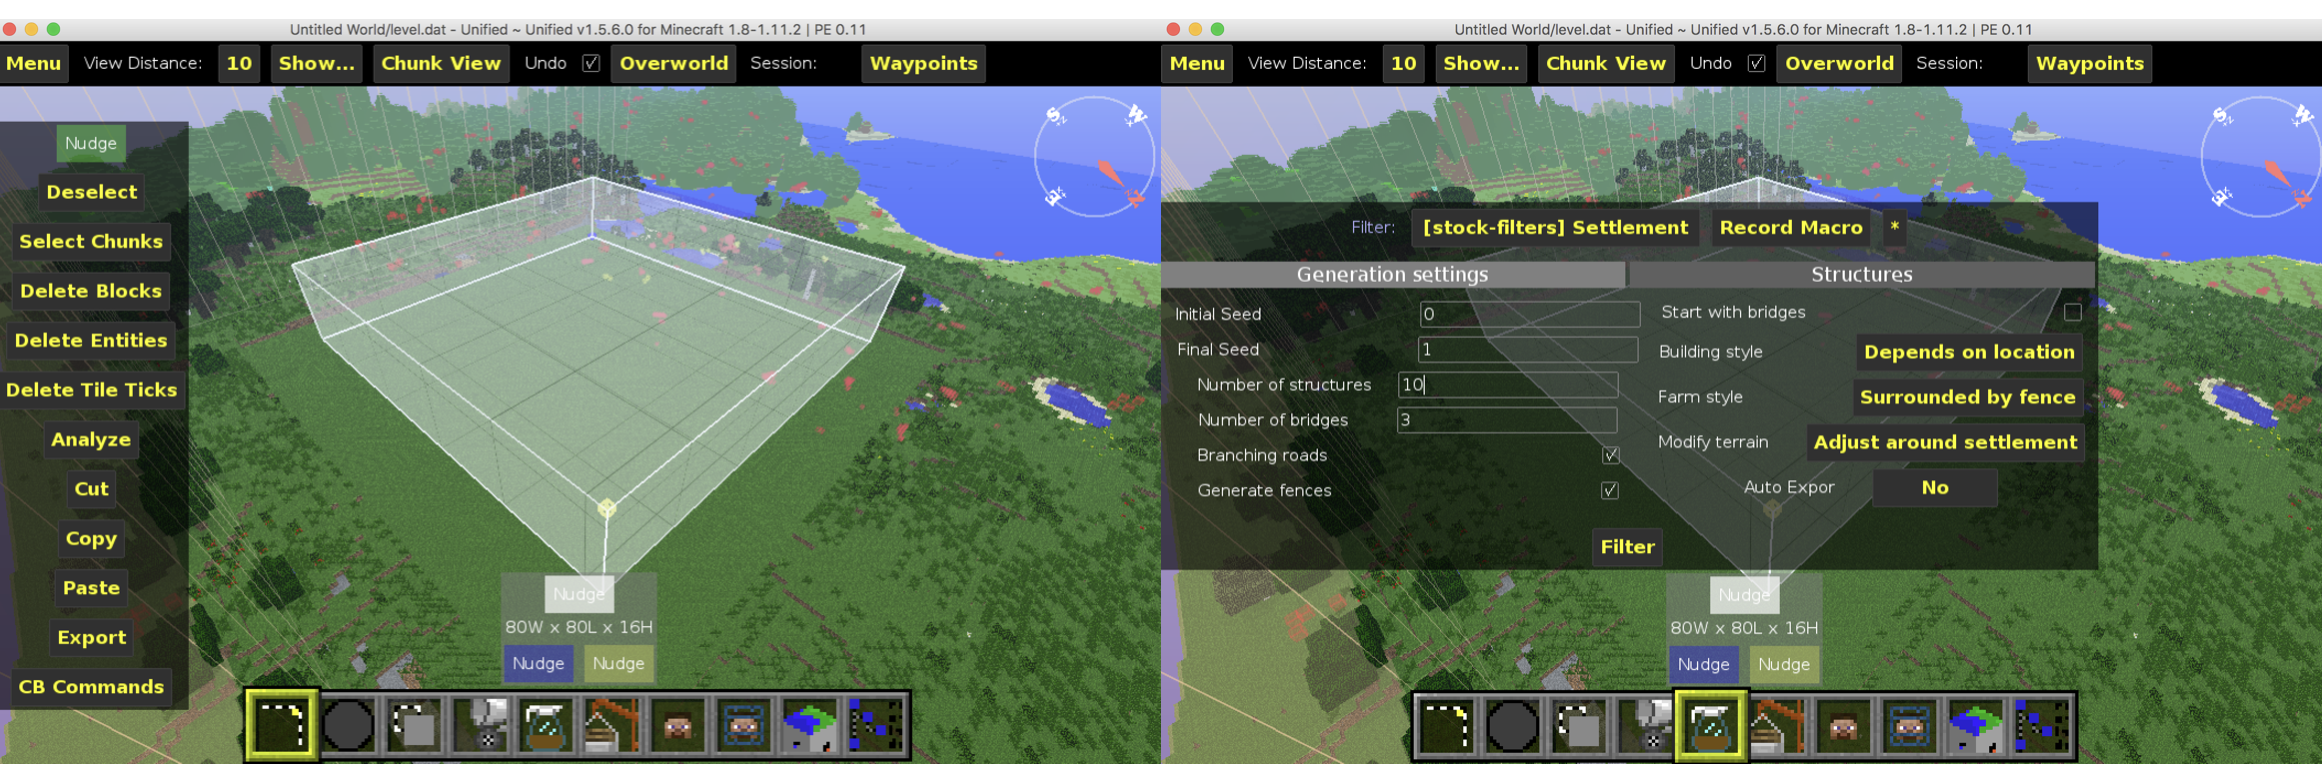 Untitled World/level.dat - Unified ~ Unified v1.5.6.0 for Minecraft 1.8-1.11.2 | PE 0.11
Menu View Distance: 10 Show... Chunk View Undo Overworld Session: Waypoints
Nudge
Deselect
Select Chunks
Delete Blocks
Delete Entities
Delete Tile Ticks
Analyze
Cut
Copy
Paste
Export
CB Commands
S
W
N
E
Nudge
80W x 80L x 16H
Nudge Nudge
Untitled World/level.dat - Unified ~ Unified v1.5.6.0 for Minecraft 1.8-1.11.2 | PE 0.11
Menu View Distance: 10 Show... Chunk View Undo Overworld Session: Waypoints
S
W
N
E
Filter: [stock-filters] Settlement Record Macro *
Generation settings
Initial Seed 0
Final Seed 1
Number of structures 10
Number of bridges 3
Branching roads
Generate fences
Structures
Start with bridges
Building style Depends on location
Farm style Surrounded by fence
Modify terrain Adjust around settlement
Auto Expor No
Filter
Nudge
80W x 80L x 16H
Nudge Nudge